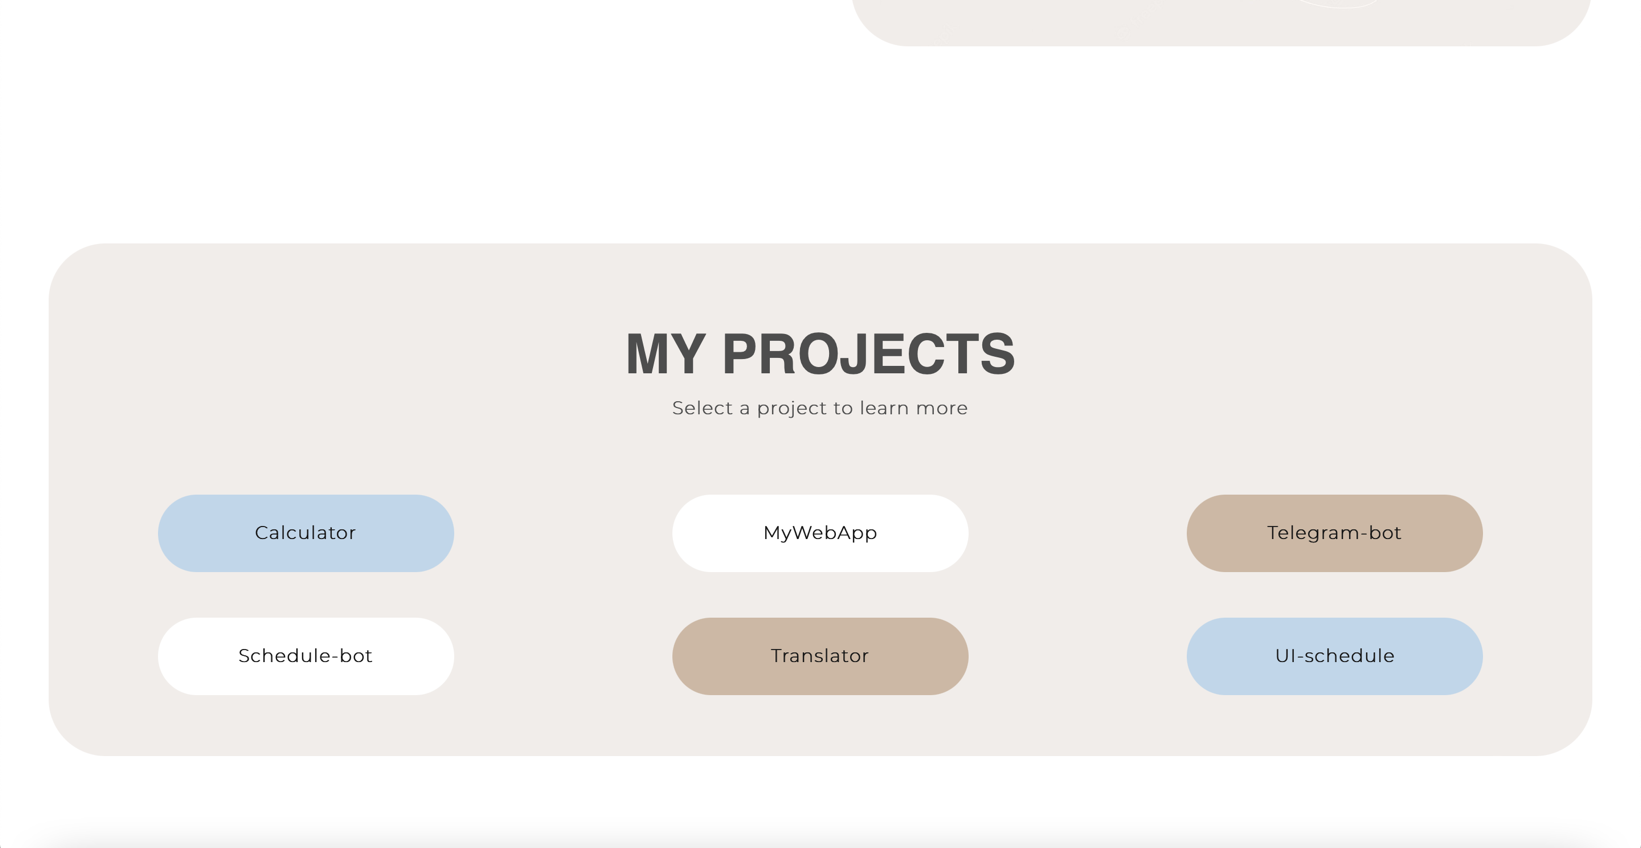 MY PROJECTS
Select a project to learn more
Calculator
MyWebApp
Telegram-bot
Schedule-bot
Translator
UI-schedule